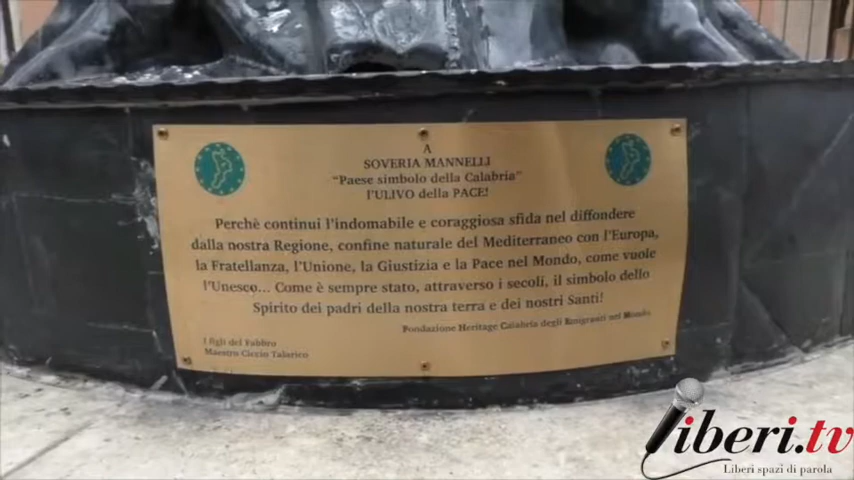 A
SOVERIA MANNELLI
"Paese simbolo della Calabria"
l'ULIVO della PACE!
Perchè continui l'indomabile e coraggiosa sfida nel diffondere
dalla nostra Regione, confine naturale del Mediterraneo con l'Europa,
la Fratellanza, l'Unione, la Giustizia e la Pace nel Mondo, come vuole
l'Unesco... Come è sempre stato, attraverso i secoli, il simbolo dello
Spirito dei padri della nostra terra e dei nostri Santi!
Fondazione Heritage Calabria degli Emigranti nel Mondo
I figli del Fabbro
Maestro Ciccio Talarico
liberi.tv
Liberi spazi di parola